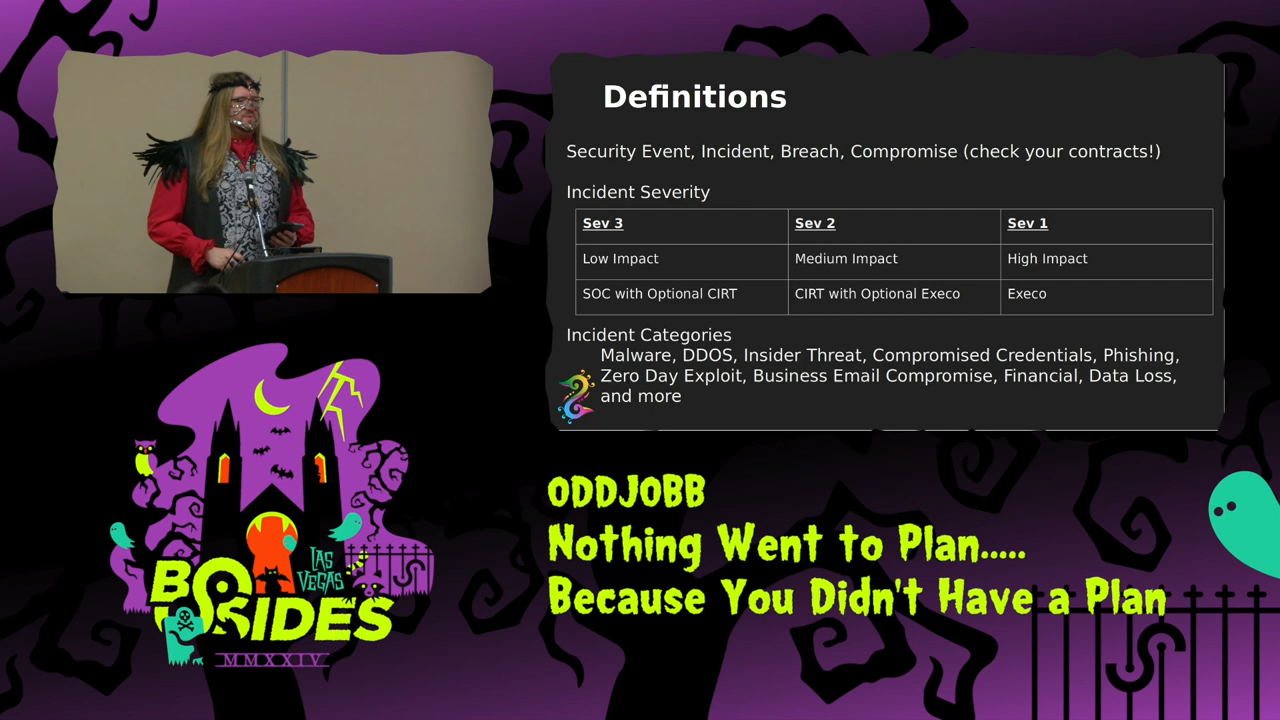 Definitions
Security Event, Incident, Breach, Compromise (check your contracts!)
Incident Severity
Sev 3 Sev 2 Sev 1
Low Impact Medium Impact High Impact
SOC with Optional CIRT CIRT with Optional Execo Execo
Incident Categories
Malware, DDOS, Insider Threat, Compromised Credentials, Phishing,
Zero Day Exploit, Business Email Compromise, Financial, Data Loss,
and more
ODDJOBB
Nothing Went to Plan.....
Because You Didn't Have a Plan
LAS
VEGAS
BSIDES
MMXXIV